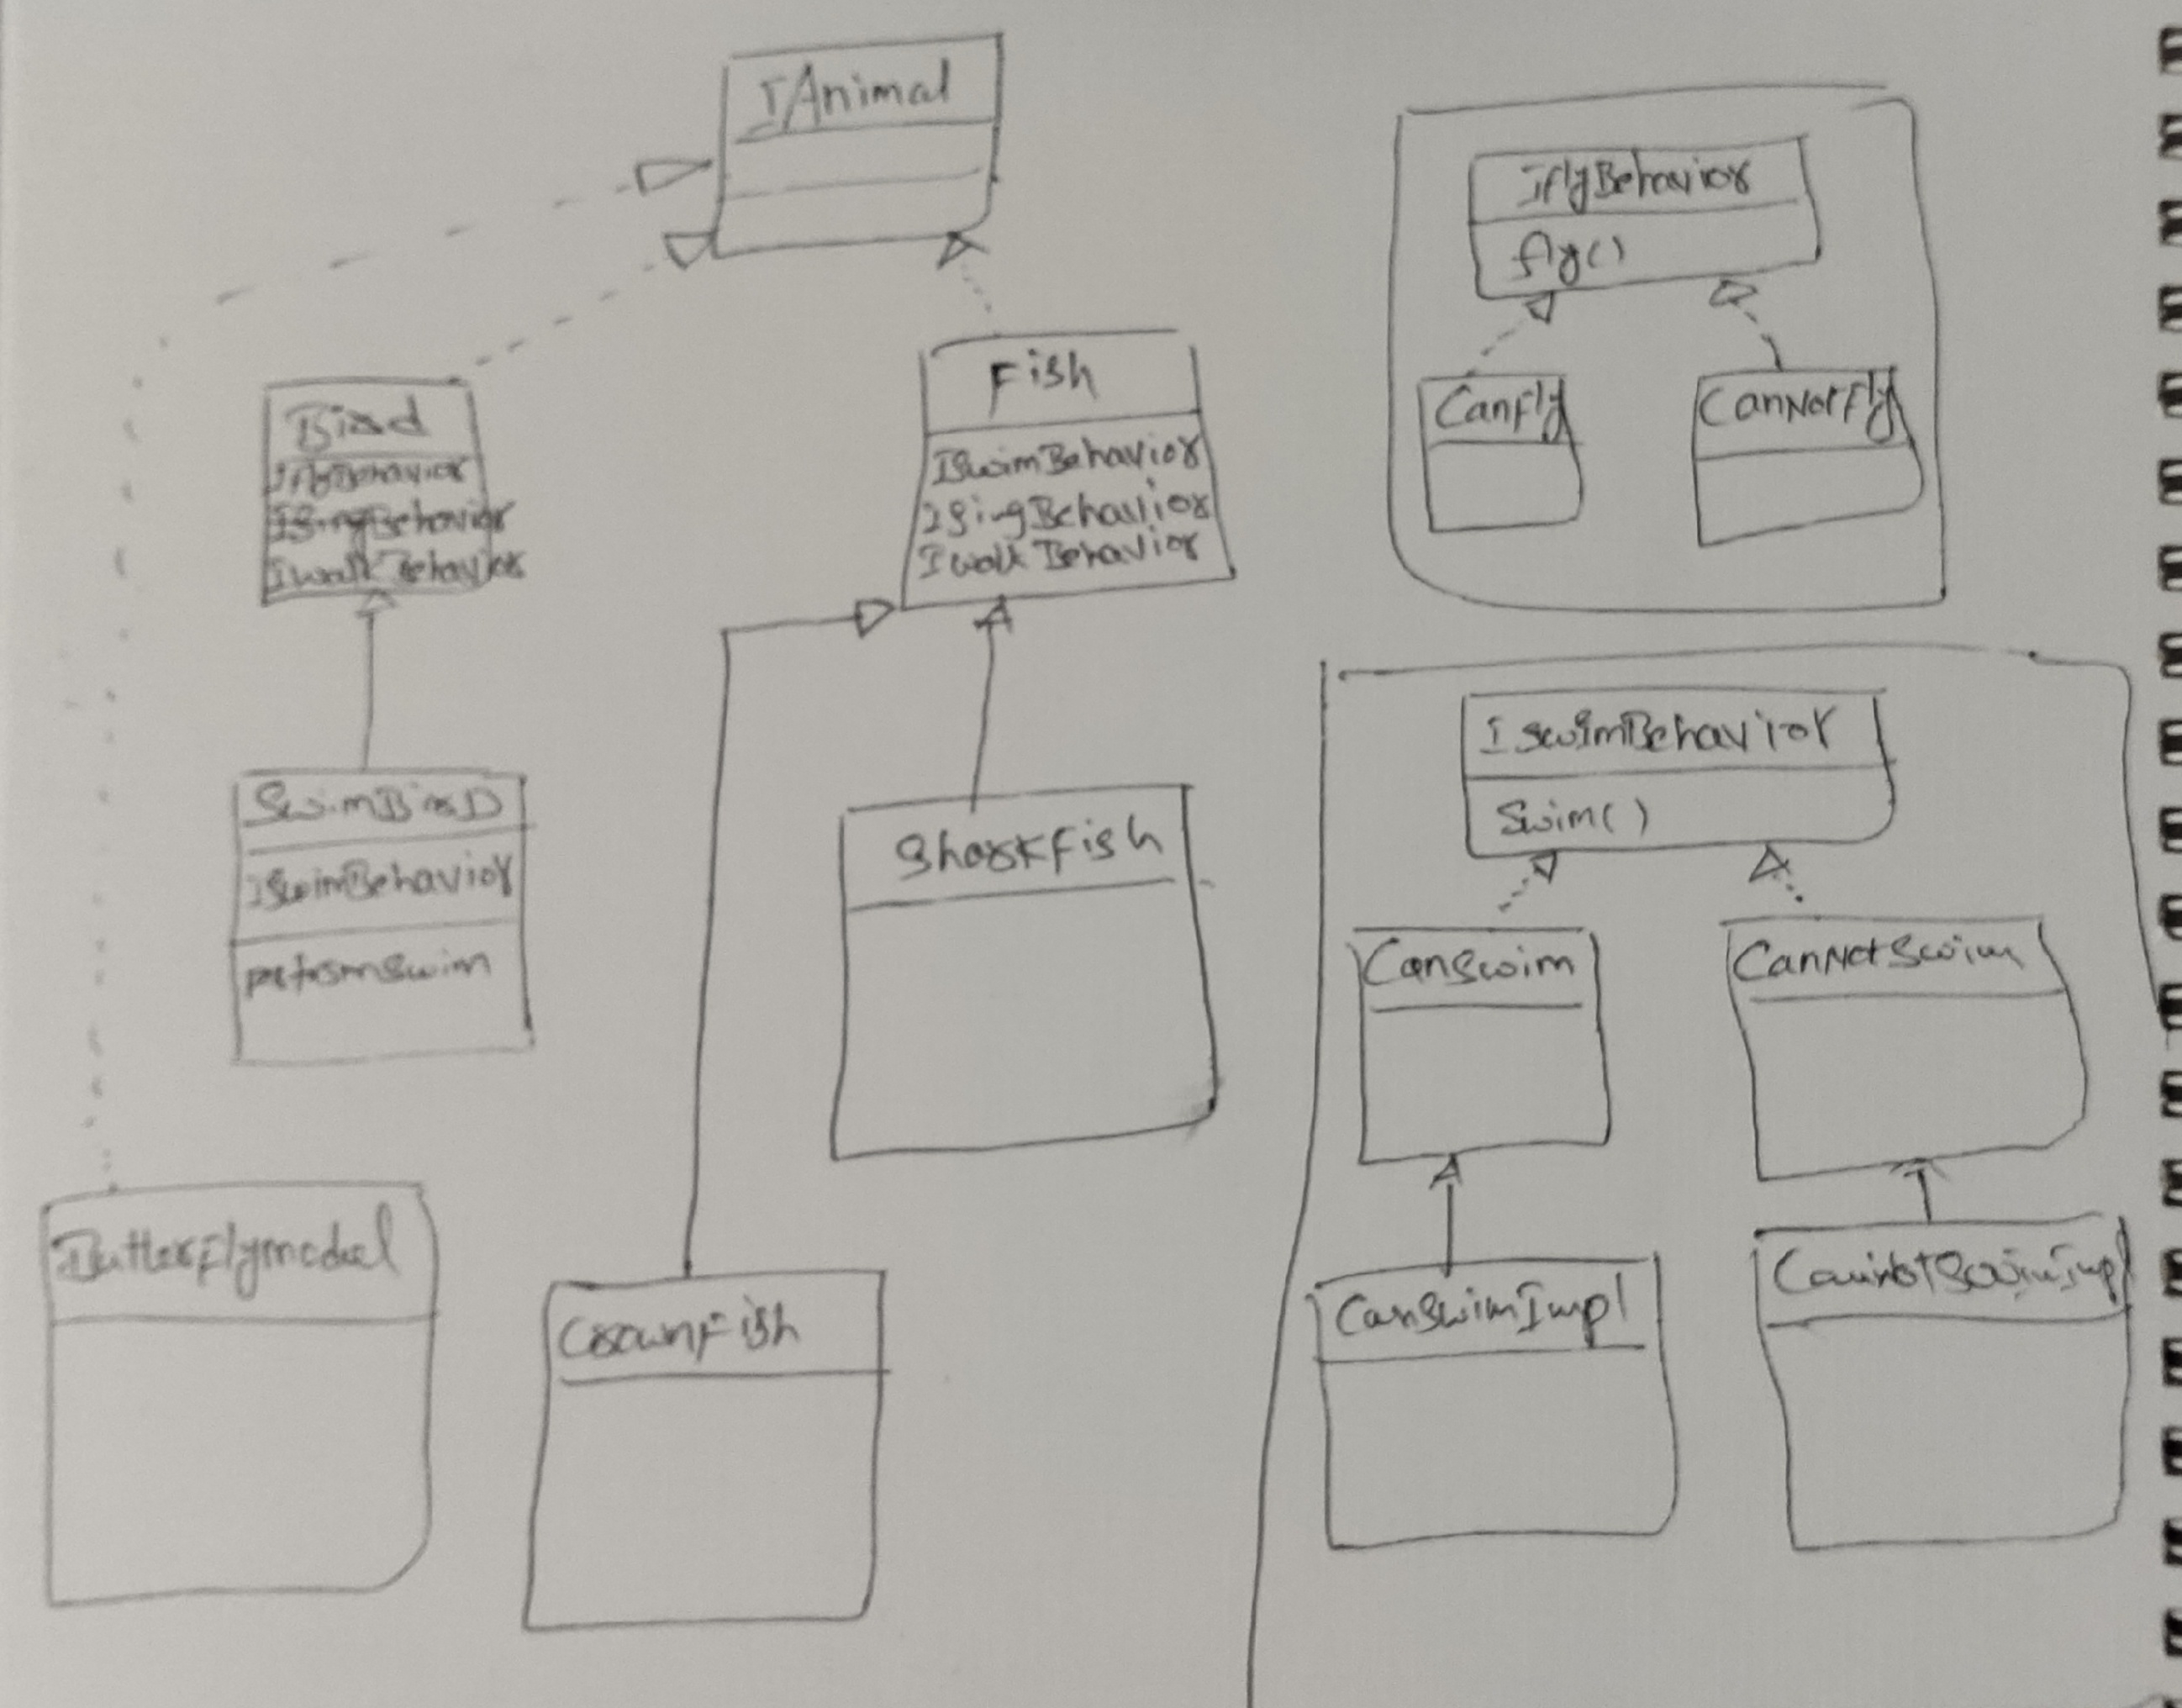 IAnimal
Bird
IflyBehavior
ISingBehavior
IwalkBehavior
SwimBirD
ISwimBehavior
performSwim
ButterFlymodel
Fish
ISwimBehavior
ISingBehavior
IwalkBehavior
SharkFish
CrownFish
IflyBehavior
fly()
CanFly
CanNotFly
ISwimBehavior
Swim()
CanSwim
CanNotSwim
CanSwimImpl
CanNotSwimImpl